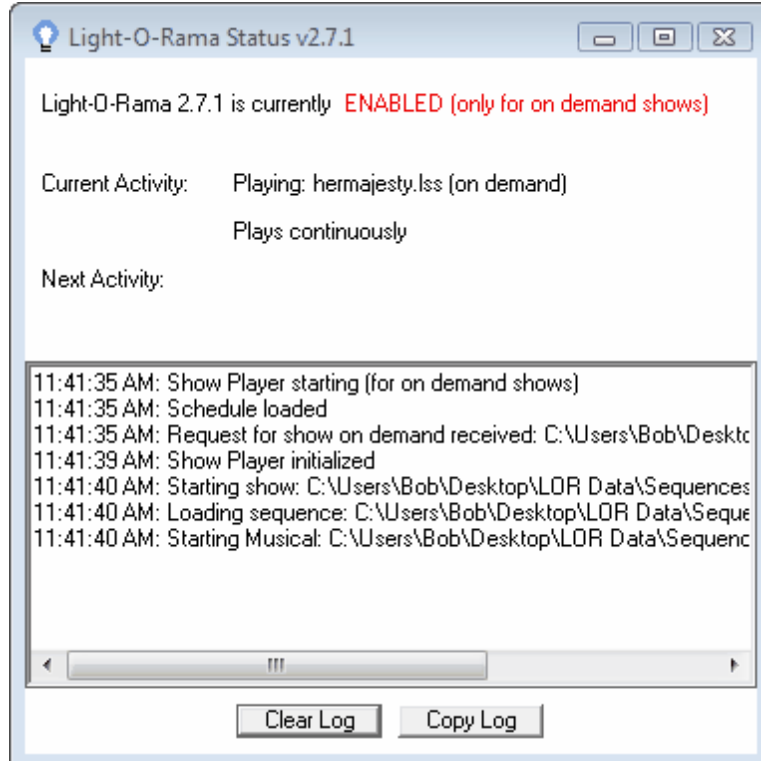 Light-O-Rama Status v2.7.1
Light-O-Rama 2.7.1 is currently ENABLED (only for on demand shows)
Current Activity: Playing: hermajesty.lss (on demand)
Plays continuously
Next Activity:
11:41:35 AM: Show Player starting (for on demand shows)
11:41:35 AM: Schedule loaded
11:41:35 AM: Request for show on demand received: C:\Users\Bob\Deskto
11:41:39 AM: Show Player initialized
11:41:40 AM: Starting show: C:\Users\Bob\Desktop\LOR Data\Sequences
11:41:40 AM: Loading sequence: C:\Users\Bob\Desktop\LOR Data\Seque
11:41:40 AM: Starting Musical: C:\Users\Bob\Desktop\LOR Data\Sequenc
Clear Log Copy Log